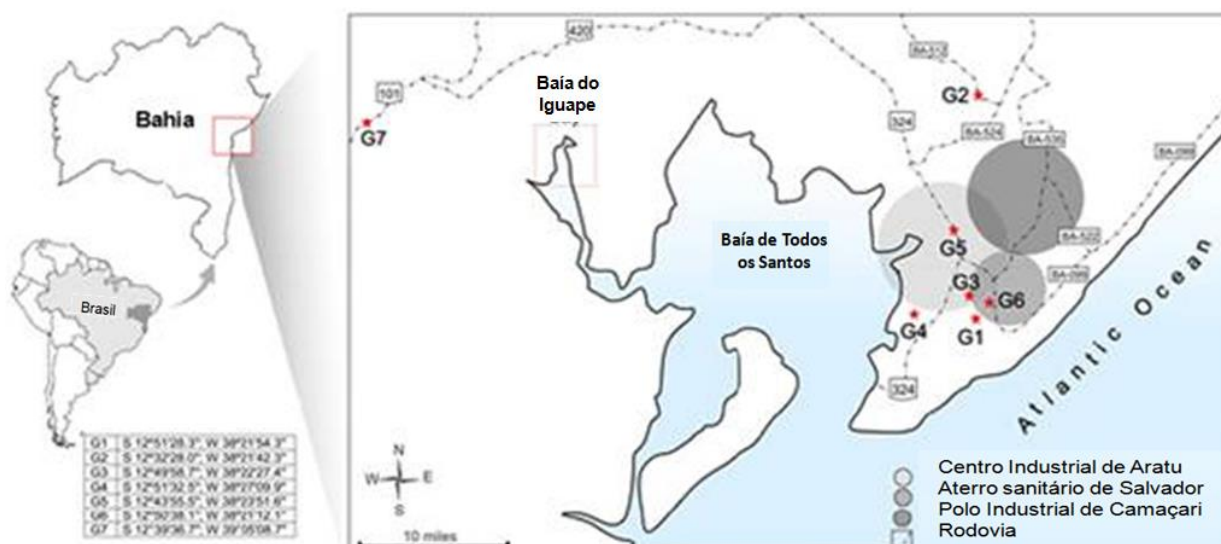 Bahia
Brasil
G1 S 12°51'28.3", W 38°21'54.3"
G2 S 12°32'28.0", W 38°21'42.3"
G3 S 12°49'58.7", W 38°22'27.4"
G4 S 12°51'32.5", W 38°27'09.9"
G5 S 12°43'55.5", W 38°23'51.6"
G6 S 12°50'38.1", W 38°21'12.1"
G7 S 12°39'36.7", W 39°05'08.7"
420
101
G7
Baía do
Iguape
BA-512
G2
324
BA-524
BA-535
BA-099
Baía de Todos
os Santos
G5
BA-522
G3
BA-099
G6
G4
G1
324
Atlantic Ocean
N
W E
S
10 miles
Centro Industrial de Aratu
Aterro sanitário de Salvador
Polo Industrial de Camaçari
Rodovia